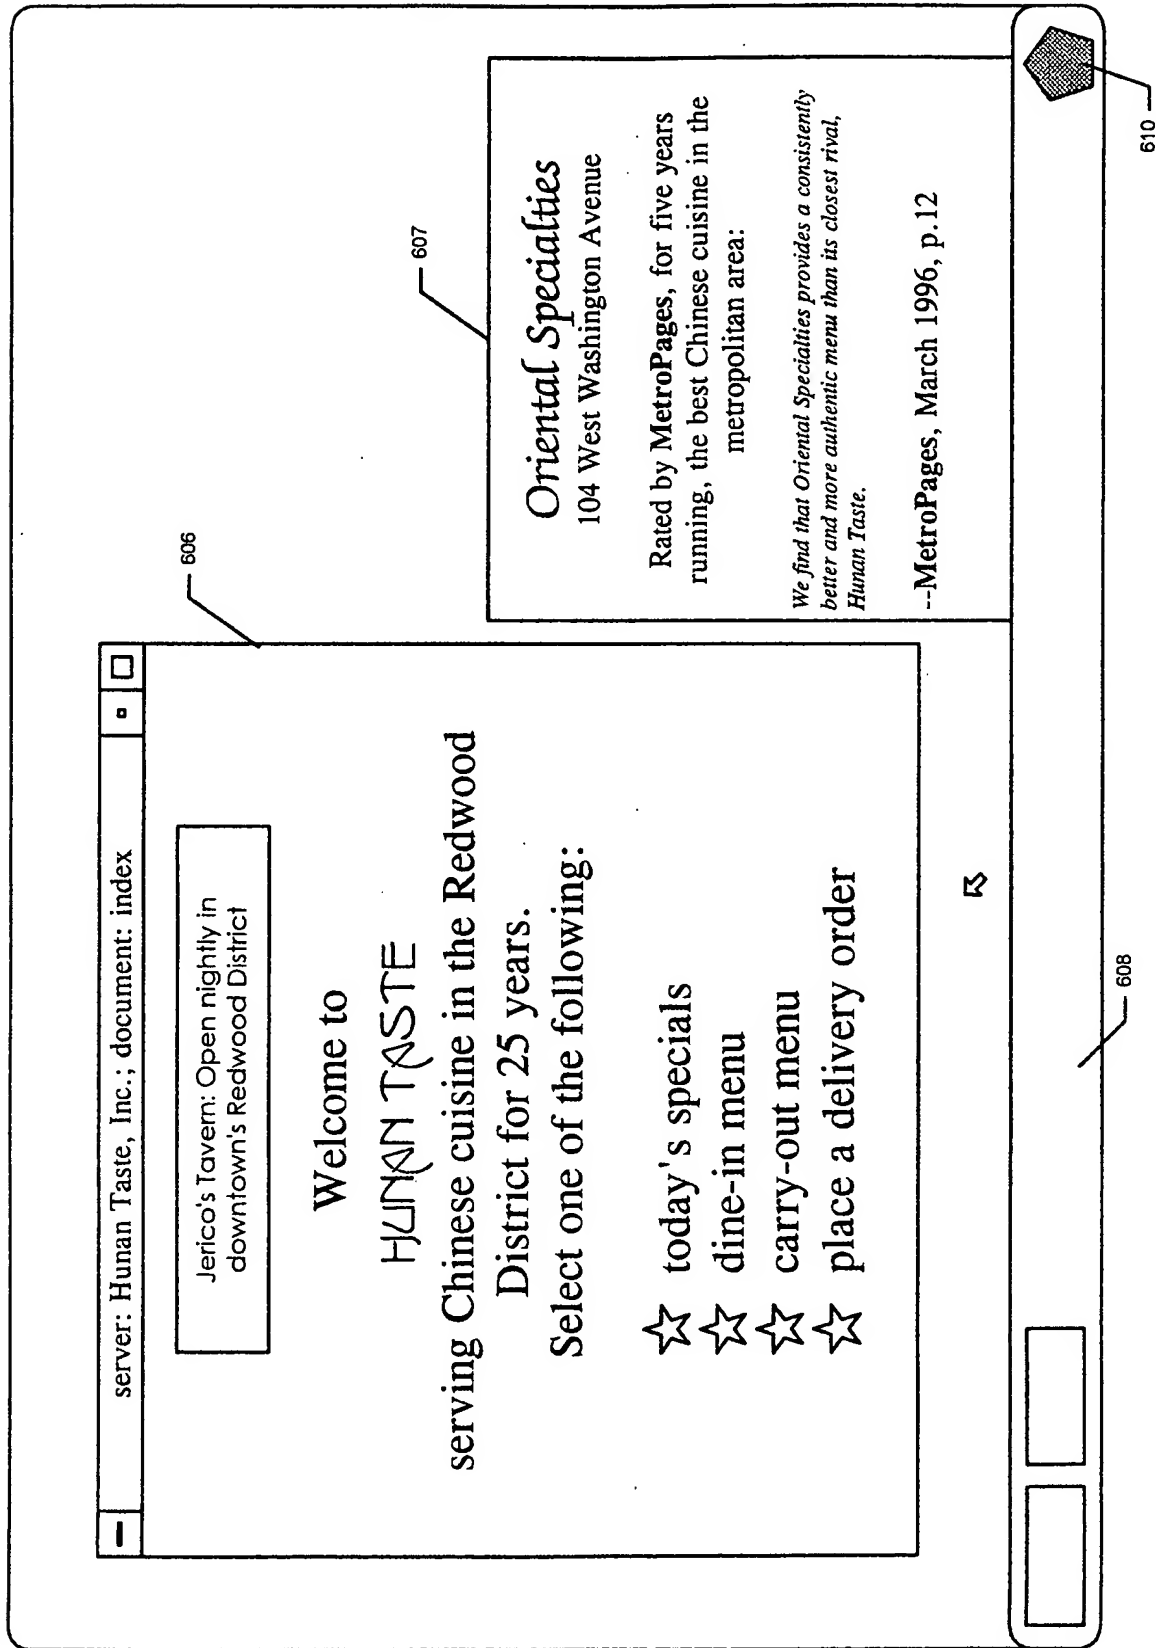 server: Hunan Taste, Inc.; document: index
Jerico's Tavern: Open nightly in
downtown's Redwood District
Welcome to
HUNAN TASTE
serving Chinese cuisine in the Redwood
District for 25 years.
Select one of the following:
today's specials
dine-in menu
carry-out menu
place a delivery order
606
Oriental Specialties
104 West Washington Avenue
Rated by MetroPages, for five years
running, the best Chinese cuisine in the
metropolitan area:
We find that Oriental Specialties provides a consistently
better and more authentic menu than its closest rival,
Hunan Taste.
--MetroPages, March 1996, p.12
607
608
610